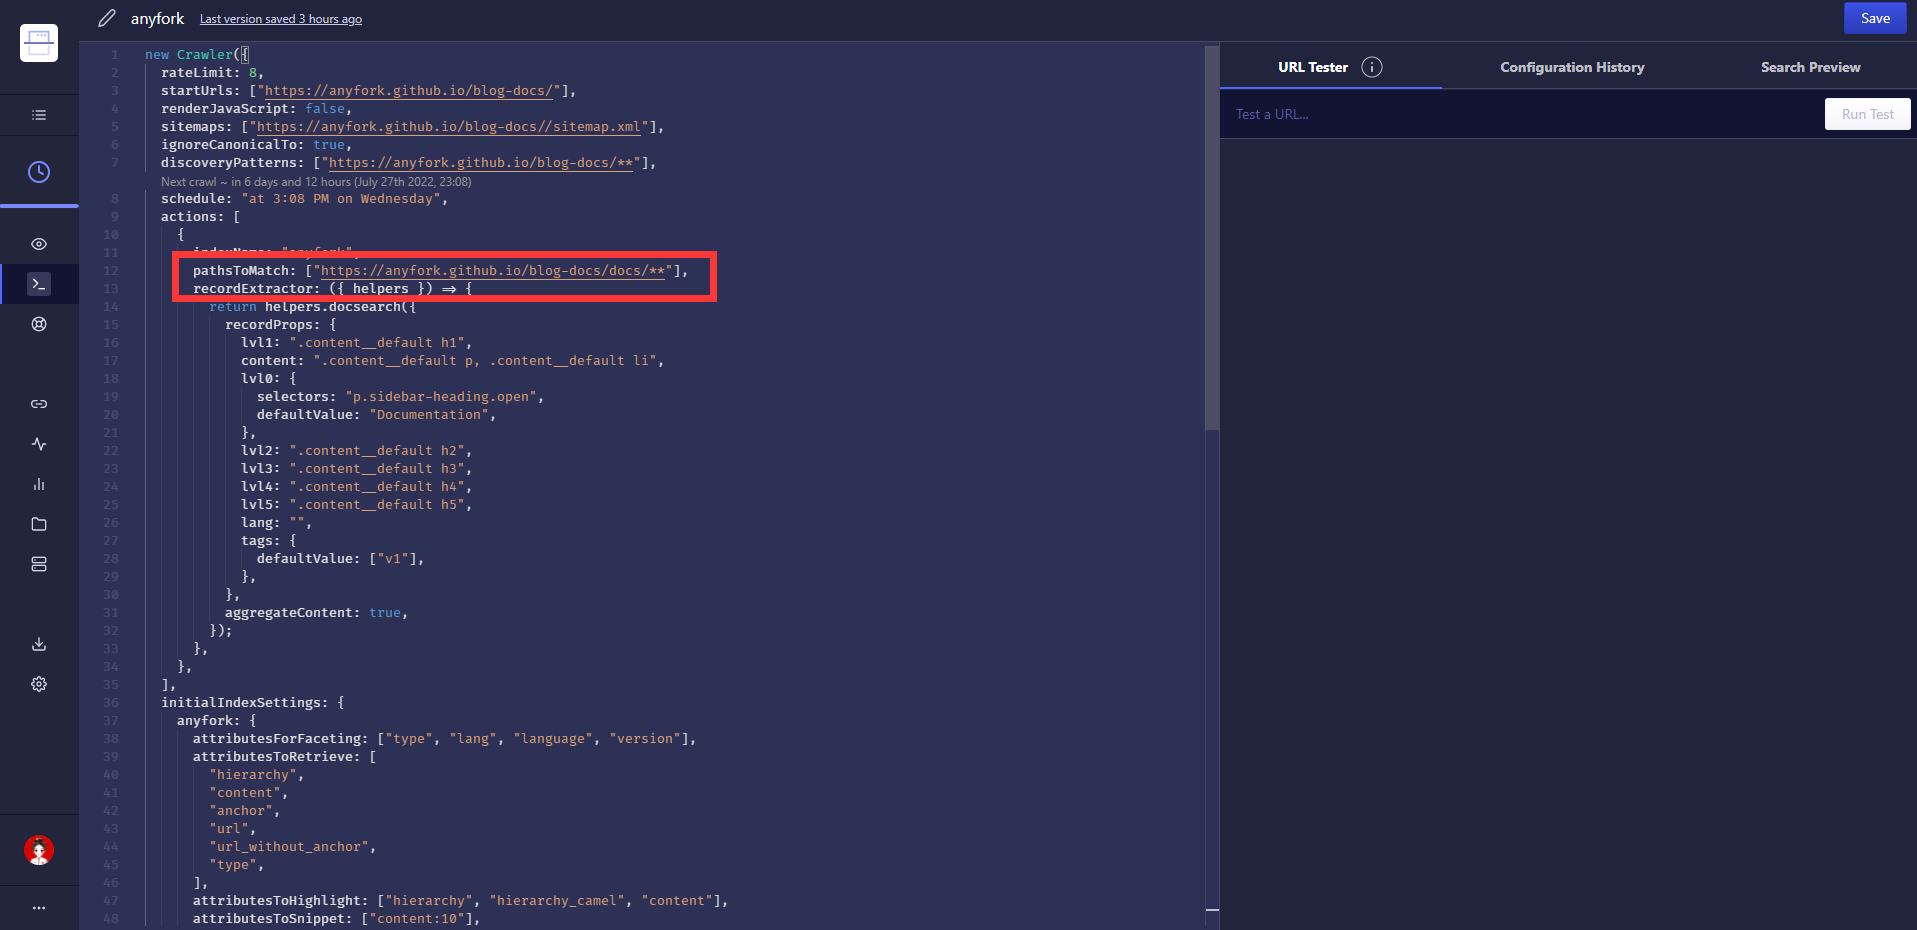 anyfork Last version saved 3 hours ago Save
URL Tester i Configuration History Search Preview
Test a URL... Run Test
1 new Crawler({
2 rateLimit: 8,
3 startUrls: ["https://anyfork.github.io/blog-docs/"],
4 renderJavaScript: false,
5 sitemaps: ["https://anyfork.github.io/blog-docs//sitemap.xml"],
6 ignoreCanonicalTo: true,
7 discoveryPatterns: ["https://anyfork.github.io/blog-docs/**"],
Next crawl ~ in 6 days and 12 hours (July 27th 2022, 23:08)
8 schedule: "at 3:08 PM on Wednesday",
9 actions: [
10 {
11 indexName: "anyfork",
12 pathsToMatch: ["https://anyfork.github.io/blog-docs/docs/**"],
13 recordExtractor: ({ helpers }) => {
14 return helpers.docsearch({
15 recordProps: {
16 lvl1: ".content__default h1",
17 content: ".content__default p, .content__default li",
18 lvl0: {
19 selectors: "p.sidebar-heading.open",
20 defaultValue: "Documentation",
21 },
22 lvl2: ".content__default h2",
23 lvl3: ".content__default h3",
24 lvl4: ".content__default h4",
25 lvl5: ".content__default h5",
26 lang: "",
27 tags: {
28 defaultValue: ["v1"],
29 },
30 },
31 aggregateContent: true,
32 });
33 },
34 },
35 ],
36 initialIndexSettings: {
37 anyfork: {
38 attributesForFaceting: ["type", "lang", "language", "version"],
39 attributesToRetrieve: [
40 "hierarchy",
41 "content",
42 "anchor",
43 "url",
44 "url_without_anchor",
45 "type",
46 ],
47 attributesToHighlight: ["hierarchy", "hierarchy_camel", "content"],
48 attributesToSnippet: ["content:10"],